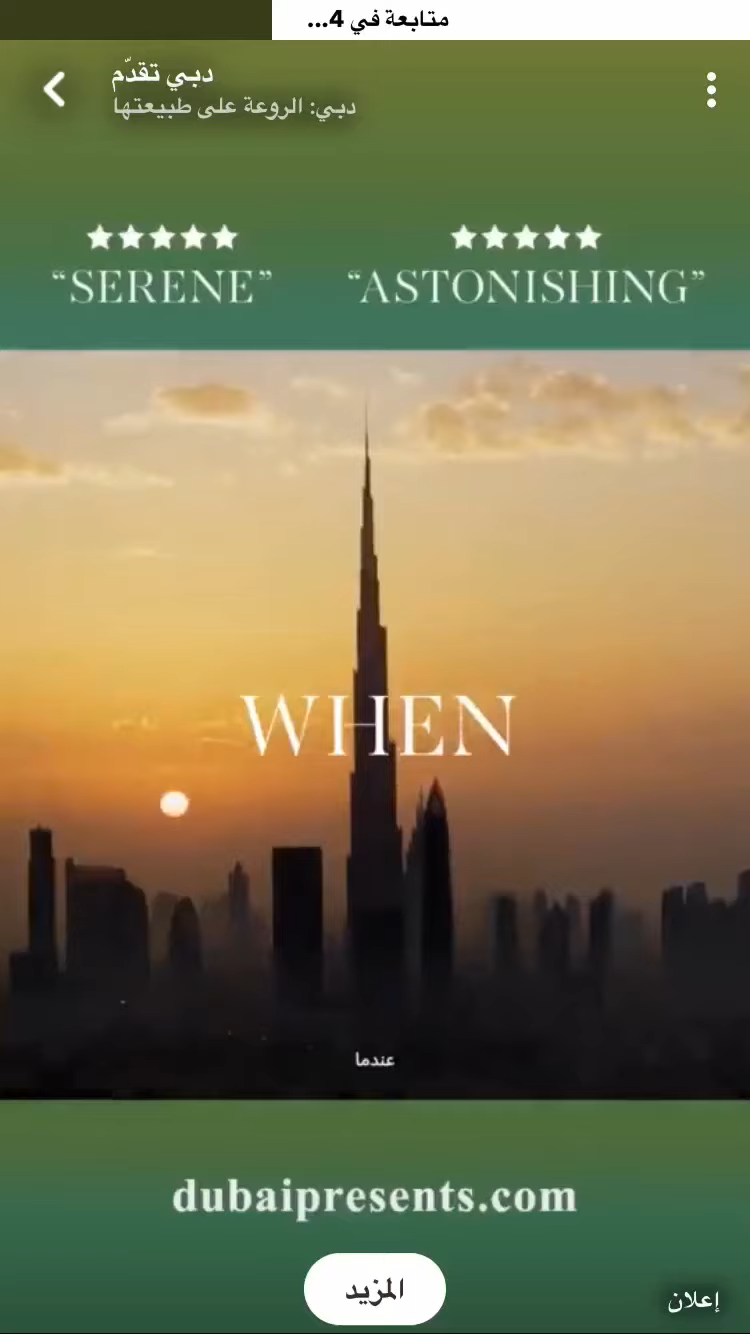 متابعة في 4...
دبي تقدّم
دبي: الروعة على طبيعتها
“SERENE” “ASTONISHING”
WHEN
عندما
dubaipresents.com
المزيد
إعلان